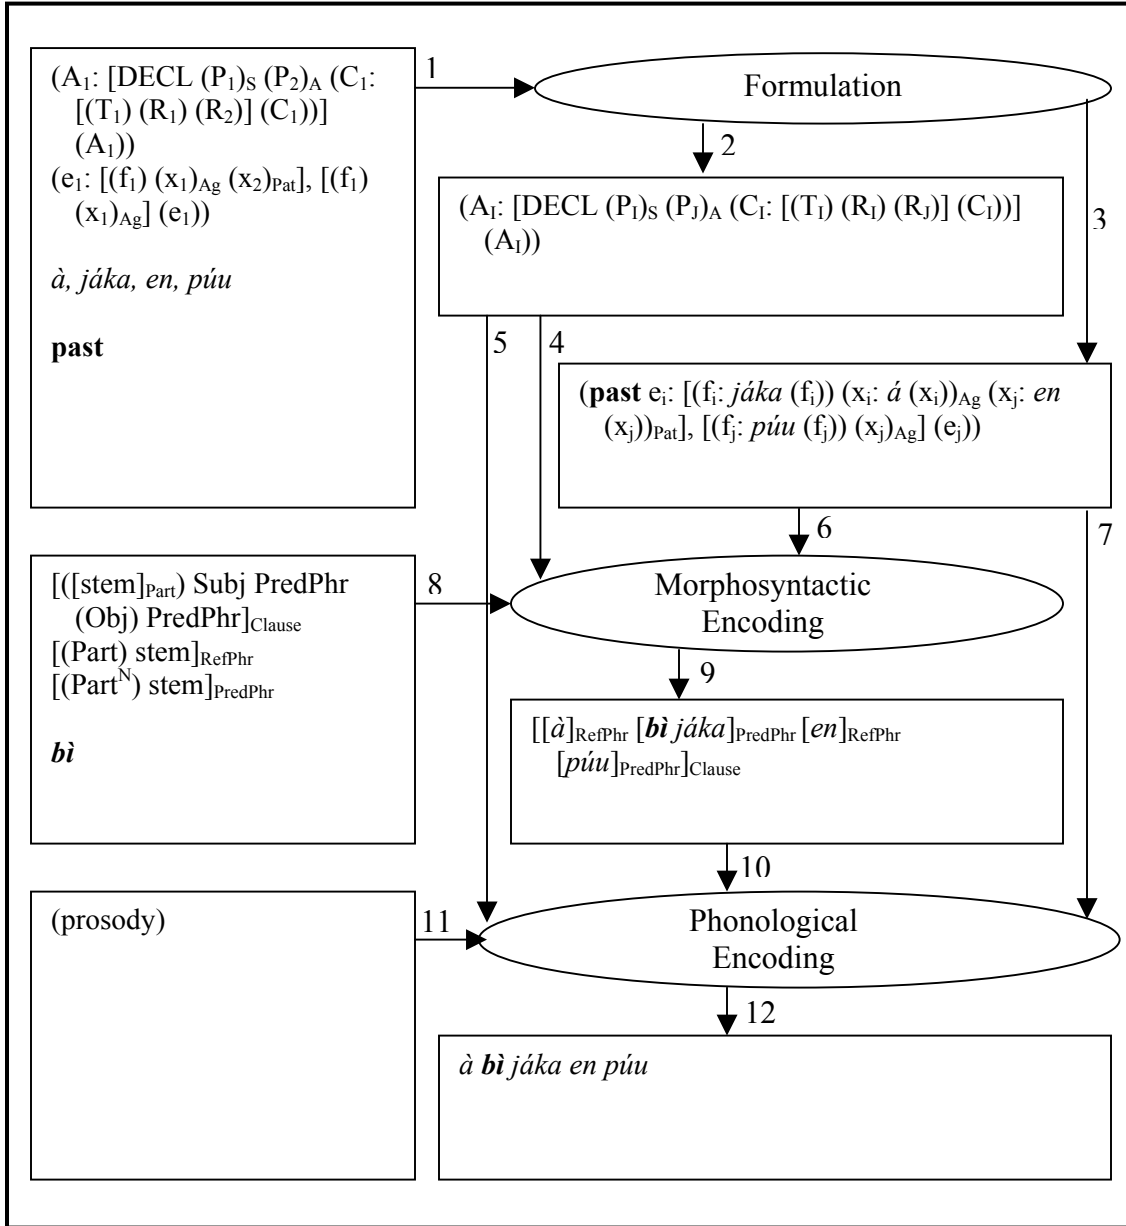 (A₁: [DECL (P₁)S (P₂)A (C₁:
[(T₁) (R₁) (R₂)] (C₁))]
(A₁))
(e₁: [(f₁) (x₁)Ag (x₂)Pat], [(f₁)
(x₁)Ag] (e₁))
à, jáka, en, púu
past
1
Formulation
2
3
(AI: [DECL (PI)S (PJ)A (CI: [(TI) (RI) (RJ)] (CI))]
(AI))
5
4
(past ei: [(fi: jáka (fi)) (xi: á (xi))Ag (xj: en
(xj))Pat], [(fj: púu (fj)) (xj)Ag] (ej))
6
7
[([stem]Part) Subj PredPhr
(Obj) PredPhr]Clause
[(Part) stem]RefPhr
[(PartN) stem]PredPhr
bì
8
Morphosyntactic
Encoding
9
[[à]RefPhr [bì jáka]PredPhr [en]RefPhr
[púu]PredPhr]Clause
10
(prosody)
11
Phonological
Encoding
12
à bì jáka en púu